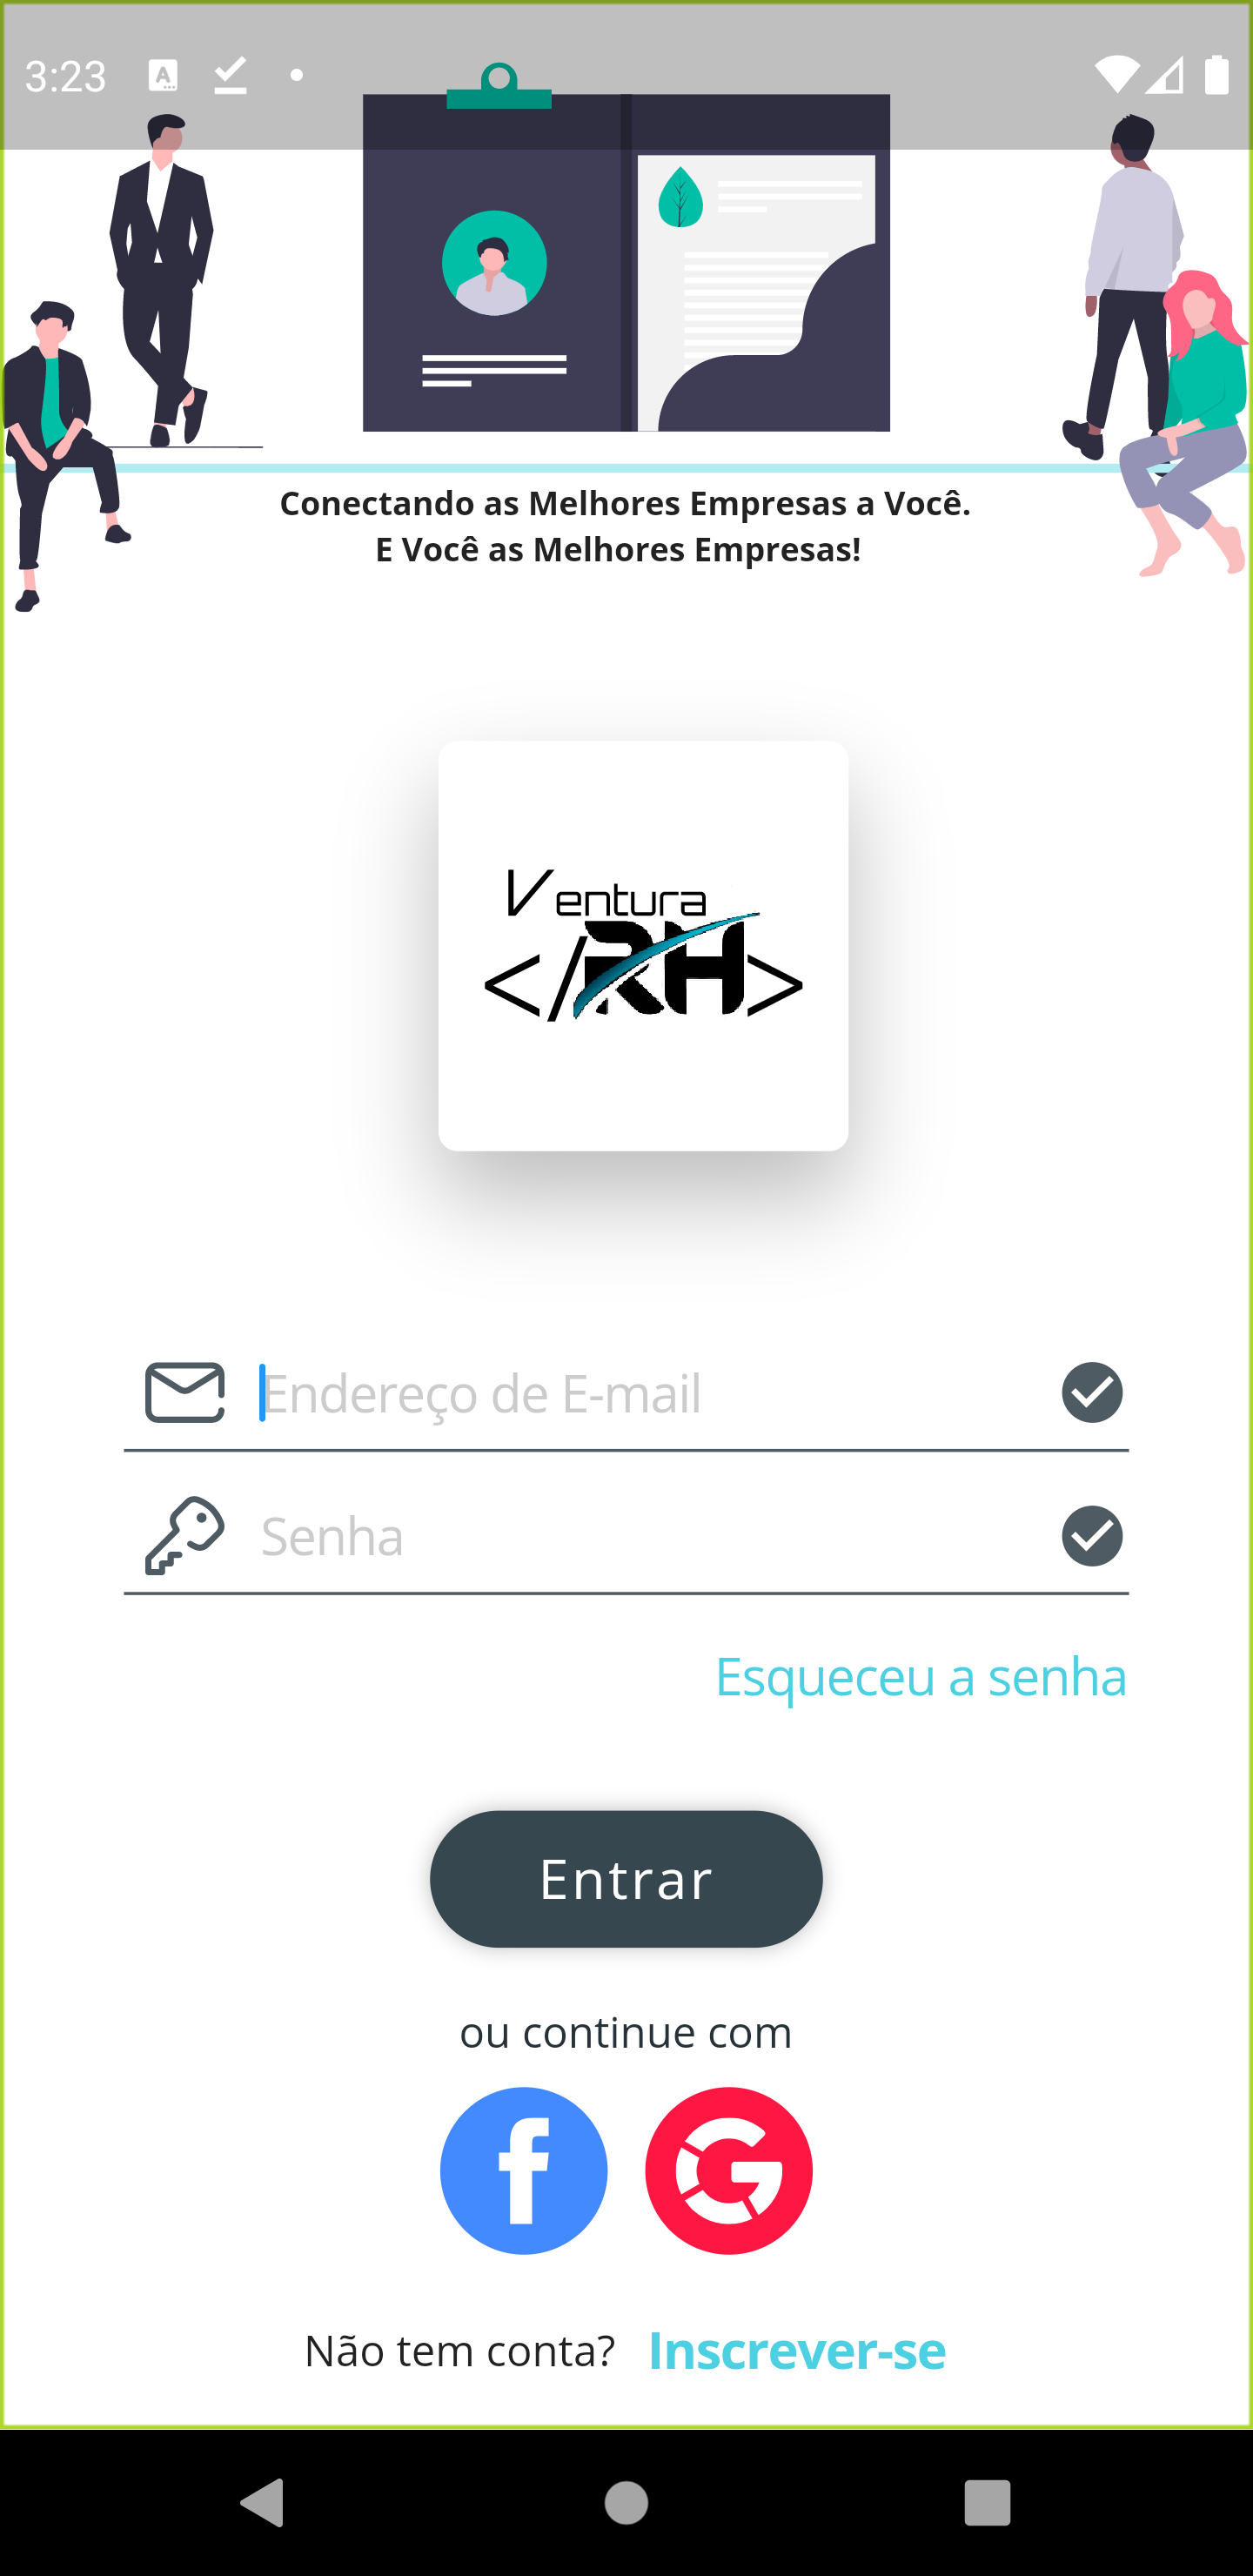 3:23
A
Conectando as Melhores Empresas a Você.
E Você as Melhores Empresas!
Ventura
</RH>
Endereço de E-mail
Senha
Esqueceu a senha
Entrar
ou continue com
f G
Não tem conta? Inscrever-se